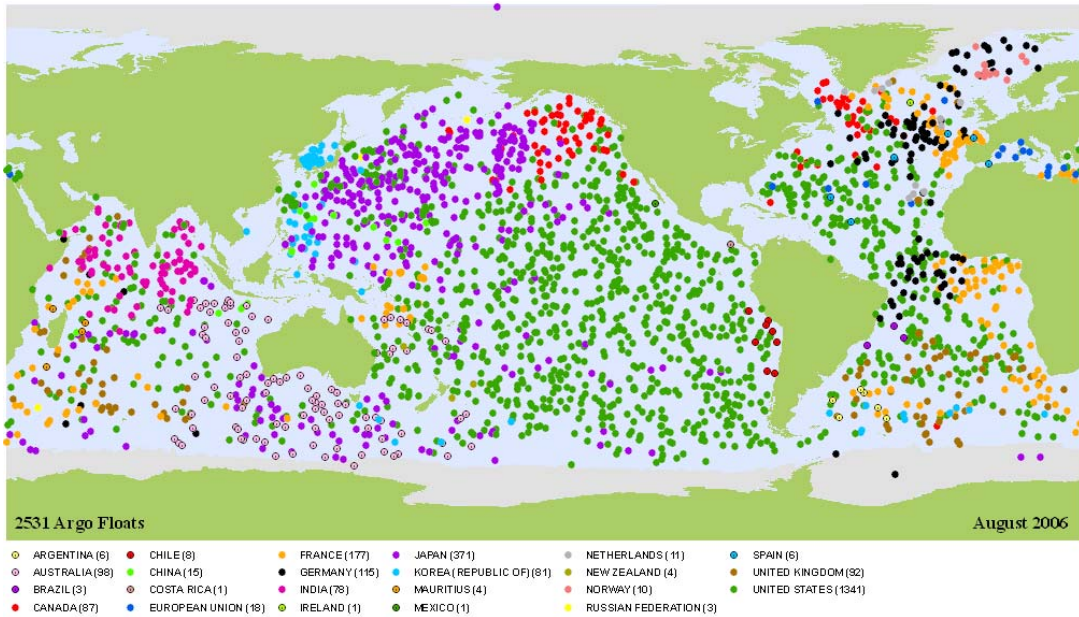 2531 Argo Floats
August 2006
ARGENTINA (6)
AUSTRALIA (98)
BRAZIL (3)
CANADA (87)
CHILE (8)
CHINA (15)
COSTA RICA (1)
EUROPEAN UNION (18)
FRANCE (177)
GERMANY (115)
INDIA (78)
IRELAND (1)
JAPAN (371)
KOREA (REPUBLIC OF) (81)
MAURITIUS (4)
MEXICO (1)
NETHERLANDS (11)
NEW ZEALAND (4)
NORWAY (10)
RUSSIAN FEDERATION (3)
SPAIN (6)
UNITED KINGDOM (92)
UNITED STATES (1341)